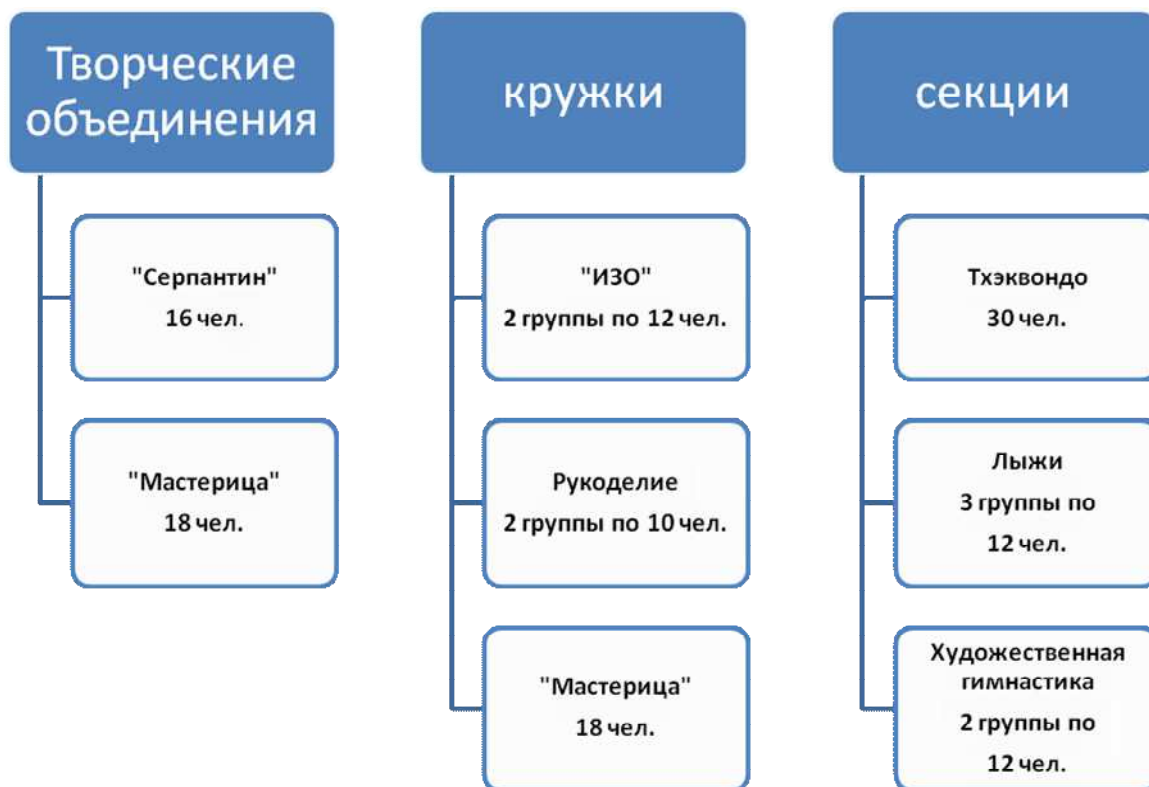 Творческие
объединения
"Серпантин"
16 чел.
"Мастерица"
18 чел.
кружки
"ИЗО"
2 группы по 12 чел.
Рукоделие
2 группы по 10 чел.
"Мастерица"
18 чел.
секции
Тхэквондо
30 чел.
Лыжи
3 группы по
12 чел.
Художественная
гимнастика
2 группы по
12 чел.